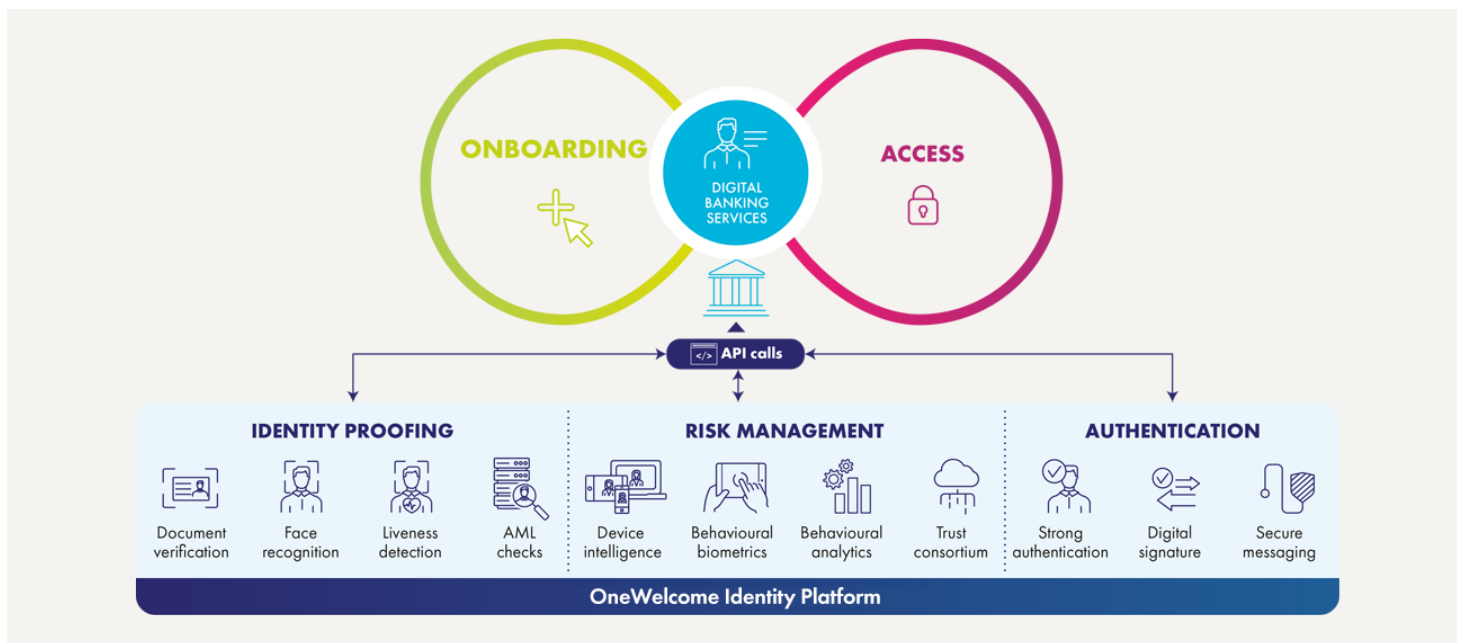 ONBOARDING
DIGITAL
BANKING
SERVICES
ACCESS
</> API calls
IDENTITY PROOFING
Document
verification
Face
recognition
Liveness
detection
AML
checks
RISK MANAGEMENT
Device
intelligence
Behavioural
biometrics
Behavioural
analytics
Trust
consortium
AUTHENTICATION
Strong
authentication
Digital
signature
Secure
messaging
OneWelcome Identity Platform